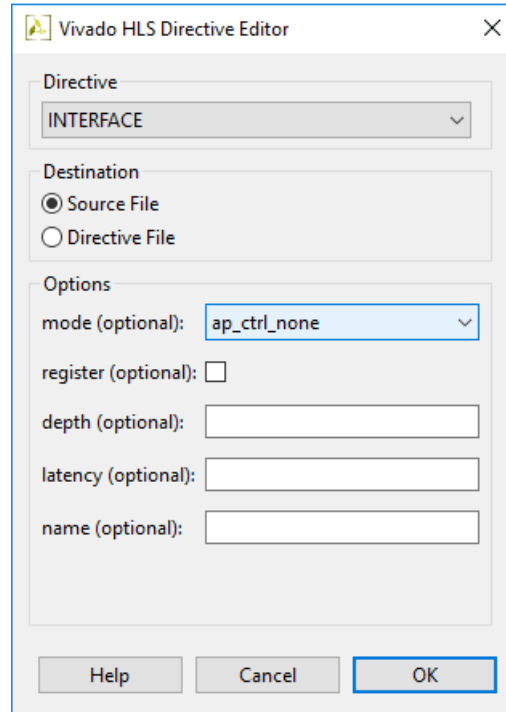 Vivado HLS Directive Editor
Directive
INTERFACE
Destination
Source File
Directive File
Options
mode (optional): ap_ctrl_none
register (optional):
depth (optional):
latency (optional):
name (optional):
Help Cancel OK